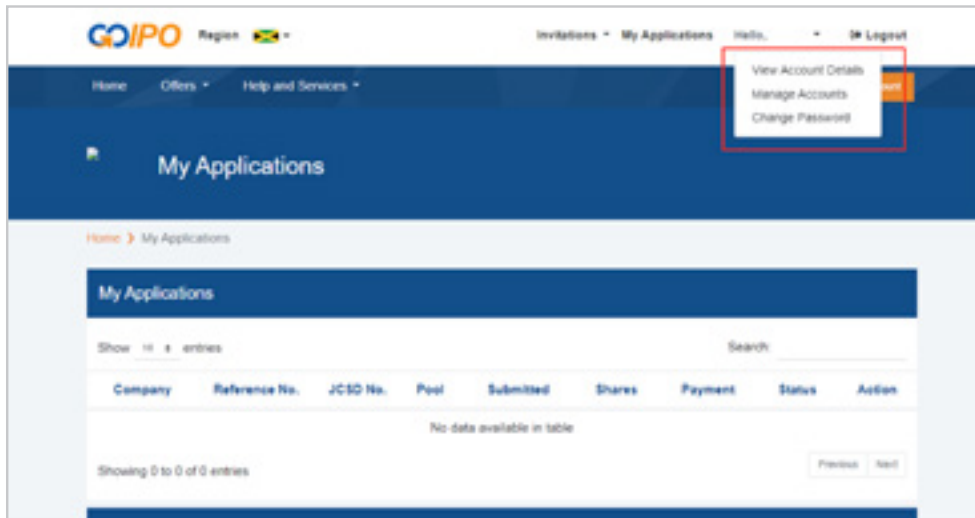 GOIPO Region Invitations My Applications Hello, Logout
View Account Details
Home Offers Help and Services
Manage Accounts
Change Password
My Applications
Home > My Applications
My Applications
Show 10 entries Search:
Company Reference No. JCSD No. Pool Submitted Shares Payment Status Action
No data available in table
Showing 0 to 0 of 0 entries Previous Next